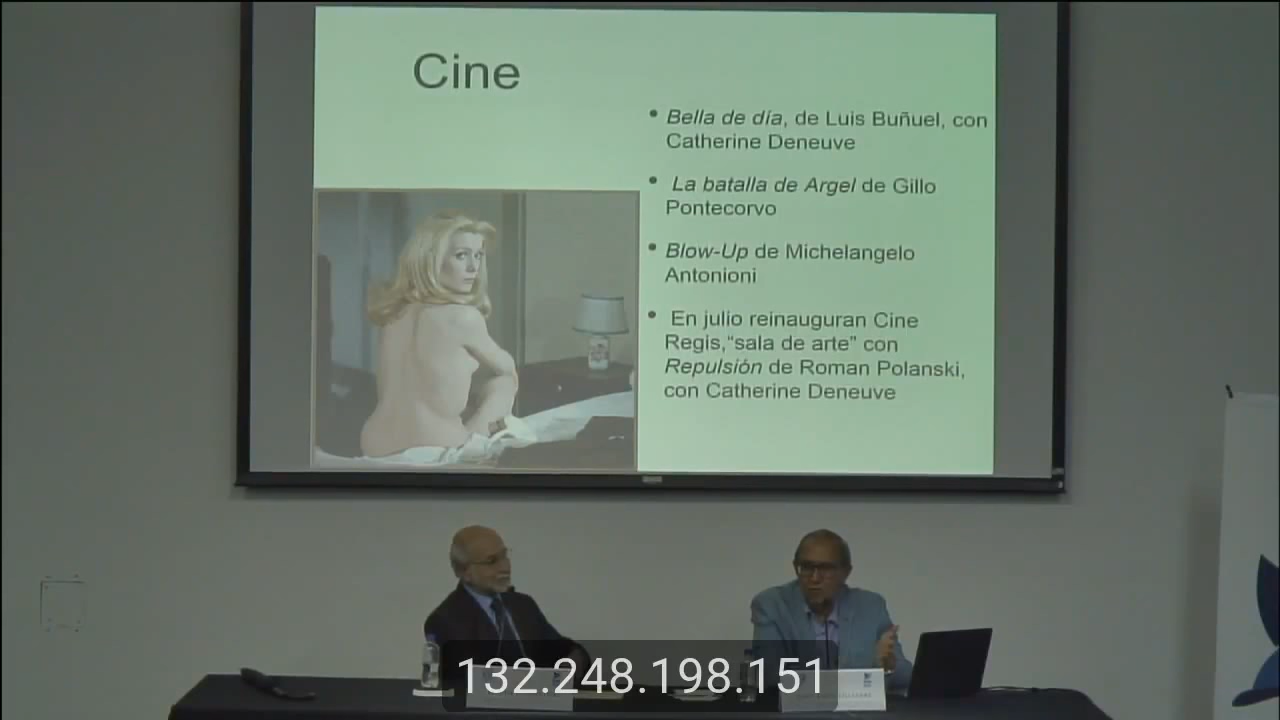 Cine
• Bella de día, de Luis Buñuel, con
Catherine Deneuve
• La batalla de Argel de Gillo
Pontecorvo
• Blow-Up de Michelangelo
Antonioni
• En julio reinauguran Cine
Regis,“sala de arte” con
Repulsión de Roman Polanski,
con Catherine Deneuve
132.248.198.151